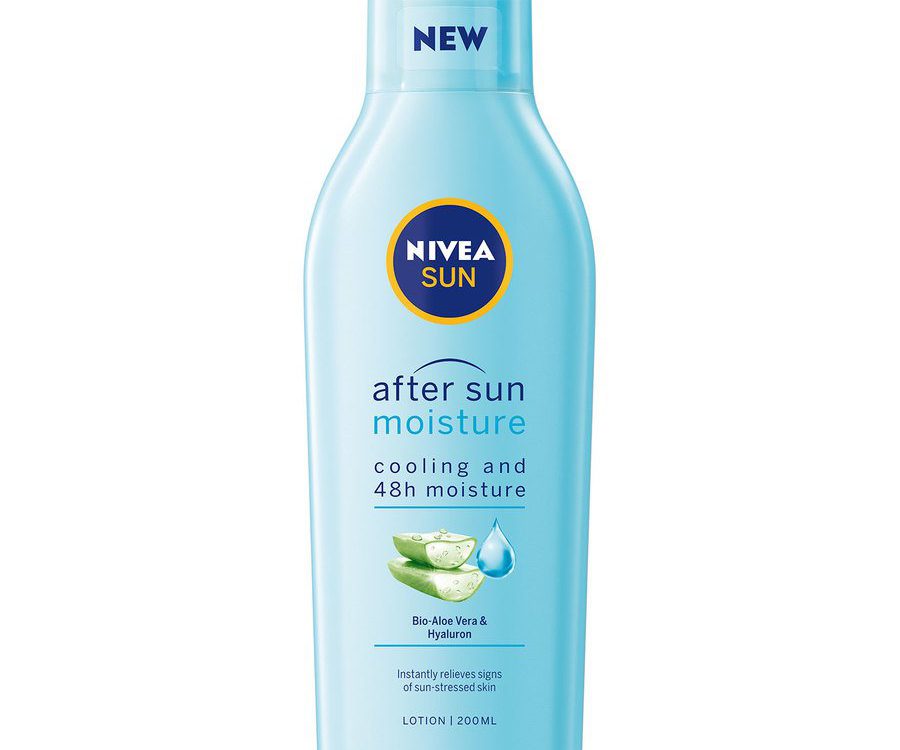 NEW
NIVEA
SUN
after sun
moisture
cooling and
48h moisture
Bio-Aloe Vera &
Hyaluron
Instantly relieves signs
of sun-stressed skin
LOTION | 200ML